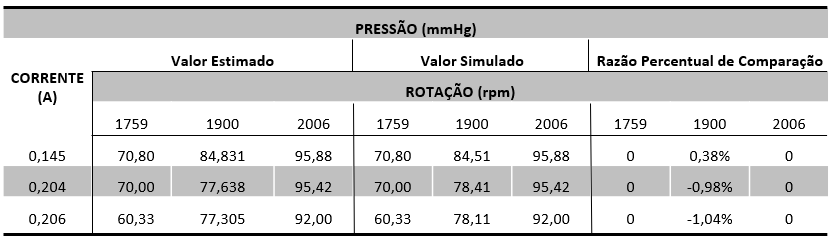 PRESSÃO (mmHg)
CORRENTE (A) Valor Estimado Valor Simulado Razão Percentual de Comparação
ROTAÇÃO (rpm)
1759 1900 2006 1759 1900 2006 1759 1900 2006
0,145 70,80 84,831 95,88 70,80 84,51 95,88 0 0,38% 0
0,204 70,00 77,638 95,42 70,00 78,41 95,42 0 -0,98% 0
0,206 60,33 77,305 92,00 60,33 78,11 92,00 0 -1,04% 0